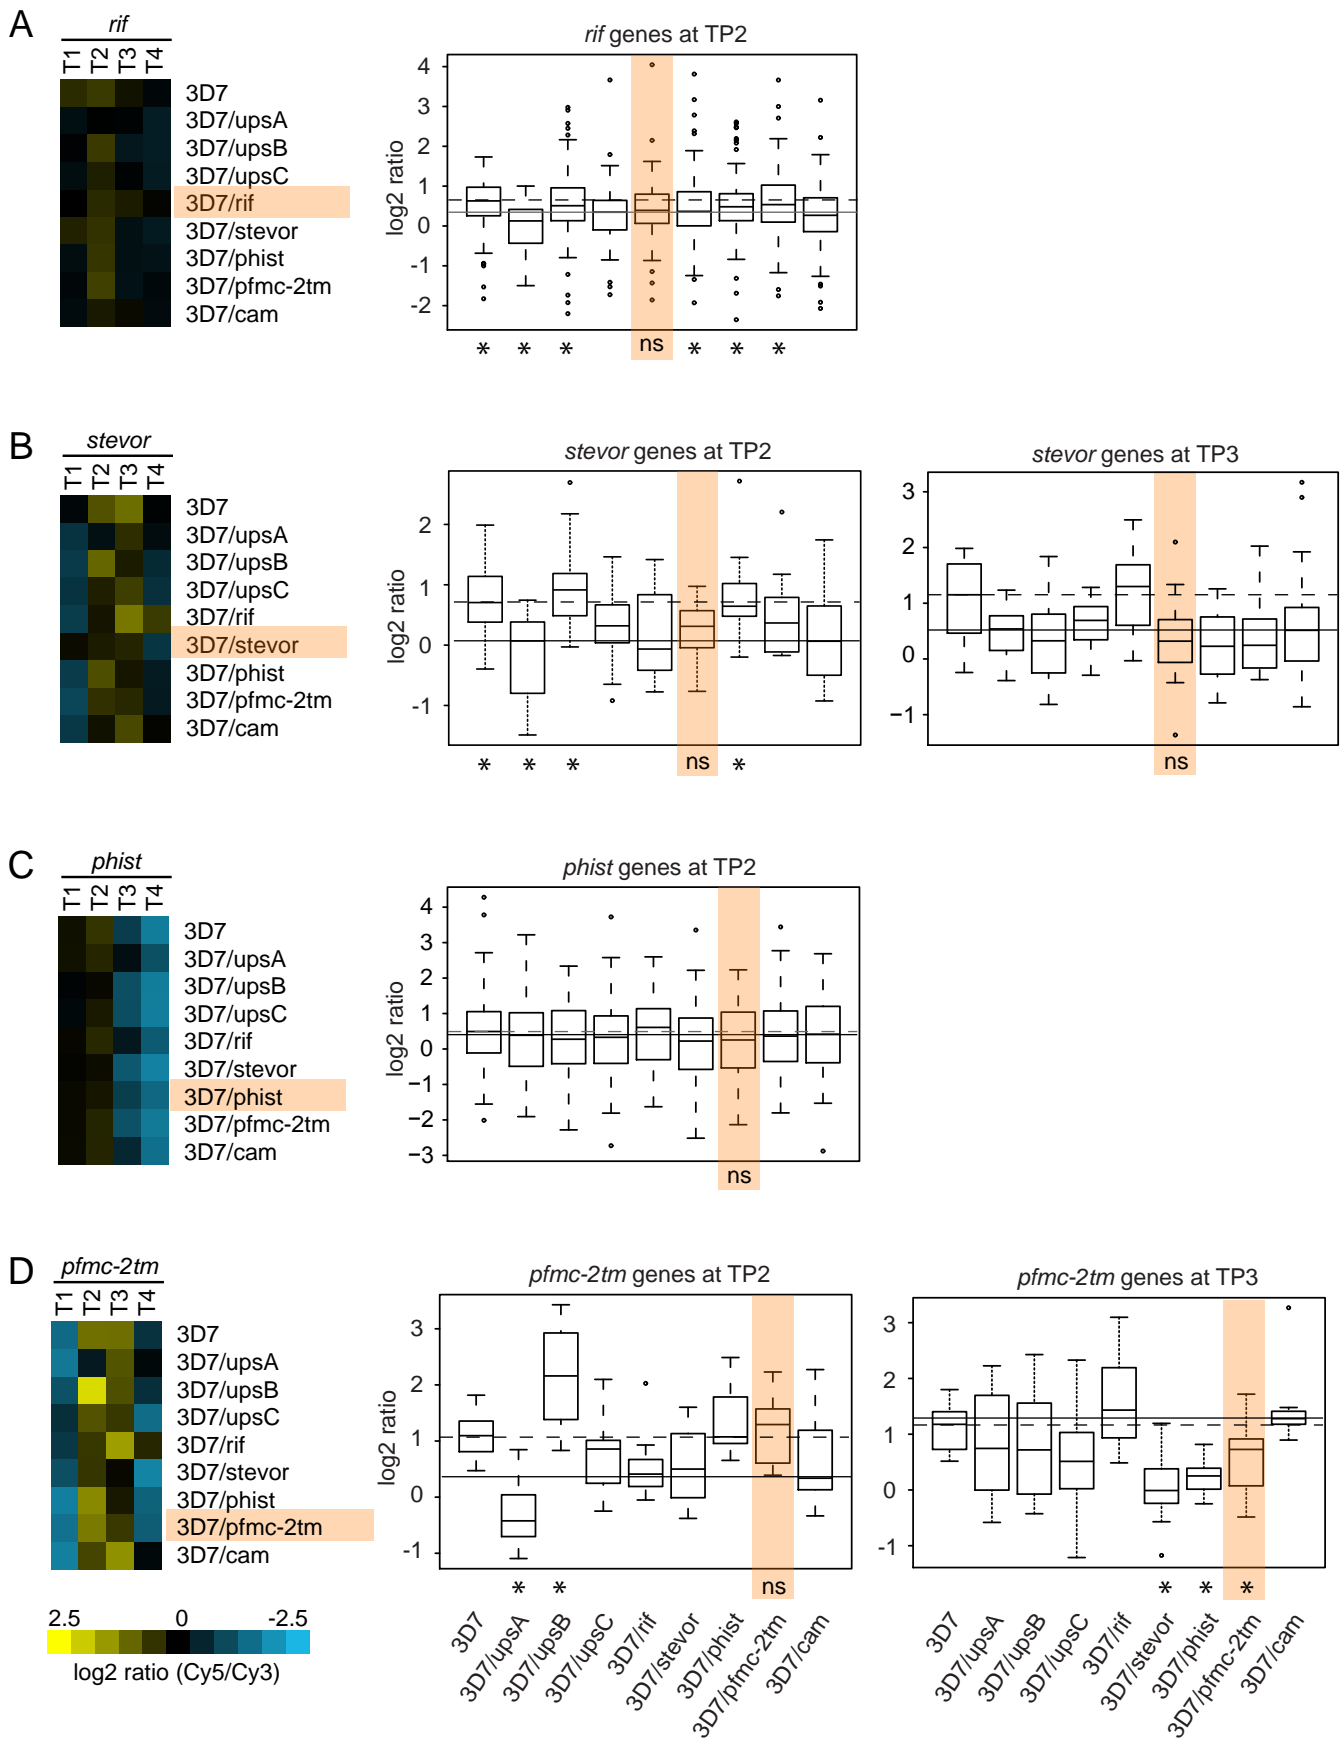 A
rif
T1 T2 T3 T4
3D7
3D7/upsA
3D7/upsB
3D7/upsC
3D7/rif
3D7/stevor
3D7/phist
3D7/pfmc-2tm
3D7/cam
rif genes at TP2
log2 ratio
4
3
2
1
0
-1
-2
* * * ns * * *
B
stevor
T1 T2 T3 T4
3D7
3D7/upsA
3D7/upsB
3D7/upsC
3D7/rif
3D7/stevor
3D7/phist
3D7/pfmc-2tm
3D7/cam
stevor genes at TP2
log2 ratio
2
1
0
-1
* * * ns *
stevor genes at TP3
3
2
1
0
−1
ns
C
phist
T1 T2 T3 T4
3D7
3D7/upsA
3D7/upsB
3D7/upsC
3D7/rif
3D7/stevor
3D7/phist
3D7/pfmc-2tm
3D7/cam
phist genes at TP2
log2 ratio
4
3
2
1
0
−1
−2
−3
ns
D
pfmc-2tm
T1 T2 T3 T4
3D7
3D7/upsA
3D7/upsB
3D7/upsC
3D7/rif
3D7/stevor
3D7/phist
3D7/pfmc-2tm
3D7/cam
2.5 0 -2.5
log2 ratio (Cy5/Cy3)
pfmc-2tm genes at TP2
log2 ratio
3
2
1
0
-1
* * ns
3D7
3D7/upsA
3D7/upsB
3D7/upsC
3D7/rif
3D7/stevor
3D7/phist
3D7/pfmc-2tm
3D7/cam
pfmc-2tm genes at TP3
3
2
1
0
-1
* * *
3D7
3D7/upsA
3D7/upsB
3D7/upsC
3D7/rif
3D7/stevor
3D7/phist
3D7/pfmc-2tm
3D7/cam